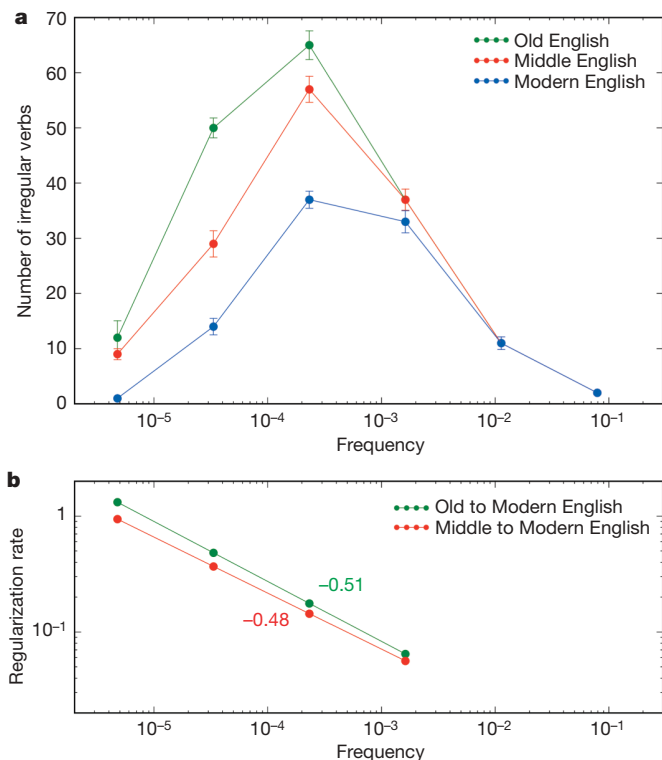 a
70
60
50
40
30
20
10
0
Number of irregular verbs
Old English
Middle English
Modern English
10⁻⁵
10⁻⁴
10⁻³
10⁻²
10⁻¹
Frequency
b
1
10⁻¹
Regularization rate
Old to Modern English
Middle to Modern English
–0.51
–0.48
10⁻⁵
10⁻⁴
10⁻³
10⁻²
10⁻¹
Frequency